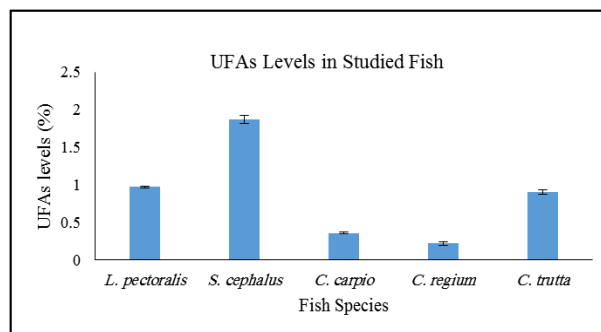 UFAs Levels in Studied Fish
UFAs levels (%)
2.5
2
1.5
1
0.5
0
L. pectoralis S. cephalus C. carpio C. regium C. trutta
Fish Species